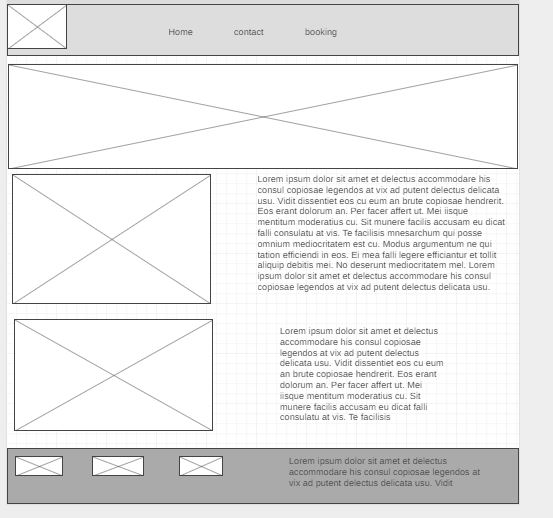 Home contact booking
Lorem ipsum dolor sit amet et delectus accommodare his
consul copiosae legendos at vix ad putent delectus delicata
usu. Vidit dissentiet eos cu eum an brute copiosae hendrerit.
Eos erant dolorum an. Per facer affert ut. Mei iisque
mentitum moderatius cu. Sit munere facilis accusam eu dicat
falli consulatu at vis. Te facilisis mnesarchum qui posse
omnium mediocritatem est cu. Modus argumentum ne qui
tation efficiendi in eos. Ei mea falli legere efficiantur et tollit
aliquip debitis mei. No deserunt mediocritatem mel. Lorem
ipsum dolor sit amet et delectus accommodare his consul
copiosae legendos at vix ad putent delectus delicata usu.
Lorem ipsum dolor sit amet et delectus
accommodare his consul copiosae
legendos at vix ad putent delectus
delicata usu. Vidit dissentiet eos cu eum
an brute copiosae hendrerit. Eos erant
dolorum an. Per facer affert ut. Mei
iisque mentitum moderatius cu. Sit
munere facilis accusam eu dicat falli
consulatu at vis. Te facilisis
Lorem ipsum dolor sit amet et delectus
accommodare his consul copiosae legendos at
vix ad putent delectus delicata usu. Vidit